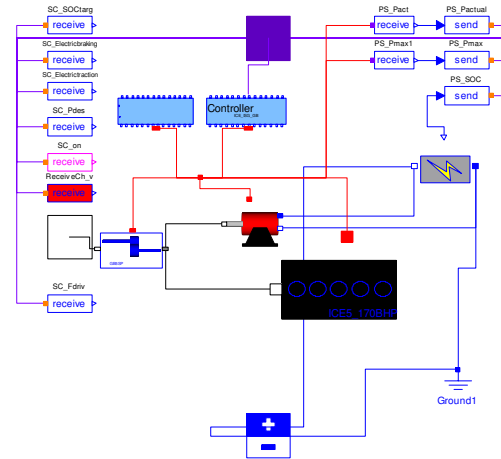 SC_SOCtarg
receive
PS_Pact
receive
PS_Pactual
send
SC_Electricbraking
receive
PS_Pmax1
receive
PS_Pmax
send
SC_Electrictraction
receive
PS_SOC
send
Controller
SC_Pdes
receive
SC_on
receive
ReceiveCh_v
receive
SC_Fdriv
receive
ICE5_170BHP
Ground1